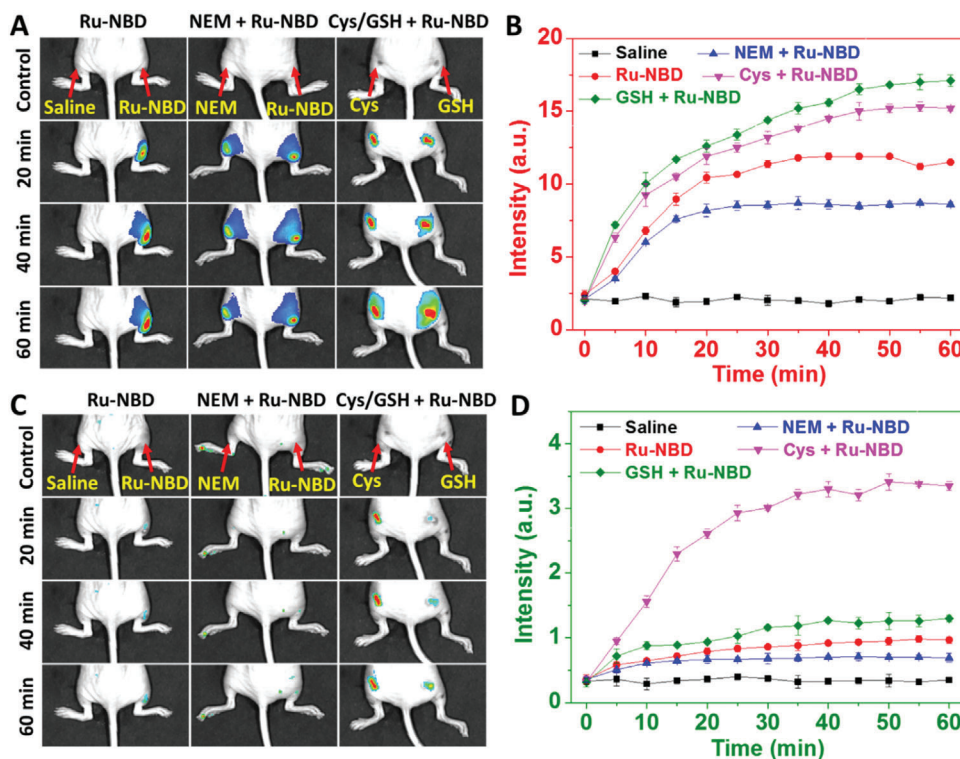 A
Ru-NBD NEM + Ru-NBD Cys/GSH + Ru-NBD
Control
Saline Ru-NBD NEM Ru-NBD Cys GSH
20 min
40 min
60 min
B
Saline NEM + Ru-NBD
Ru-NBD Cys + Ru-NBD
GSH + Ru-NBD
Intensity (a.u.)
20
15
10
5
0
0 10 20 30 40 50 60
Time (min)
C
Ru-NBD NEM + Ru-NBD Cys/GSH + Ru-NBD
Control
Saline Ru-NBD NEM Ru-NBD Cys GSH
20 min
40 min
60 min
D
Saline NEM + Ru-NBD
Ru-NBD Cys + Ru-NBD
GSH + Ru-NBD
Intensity (a.u.)
4
3
2
1
0
0 10 20 30 40 50 60
Time (min)